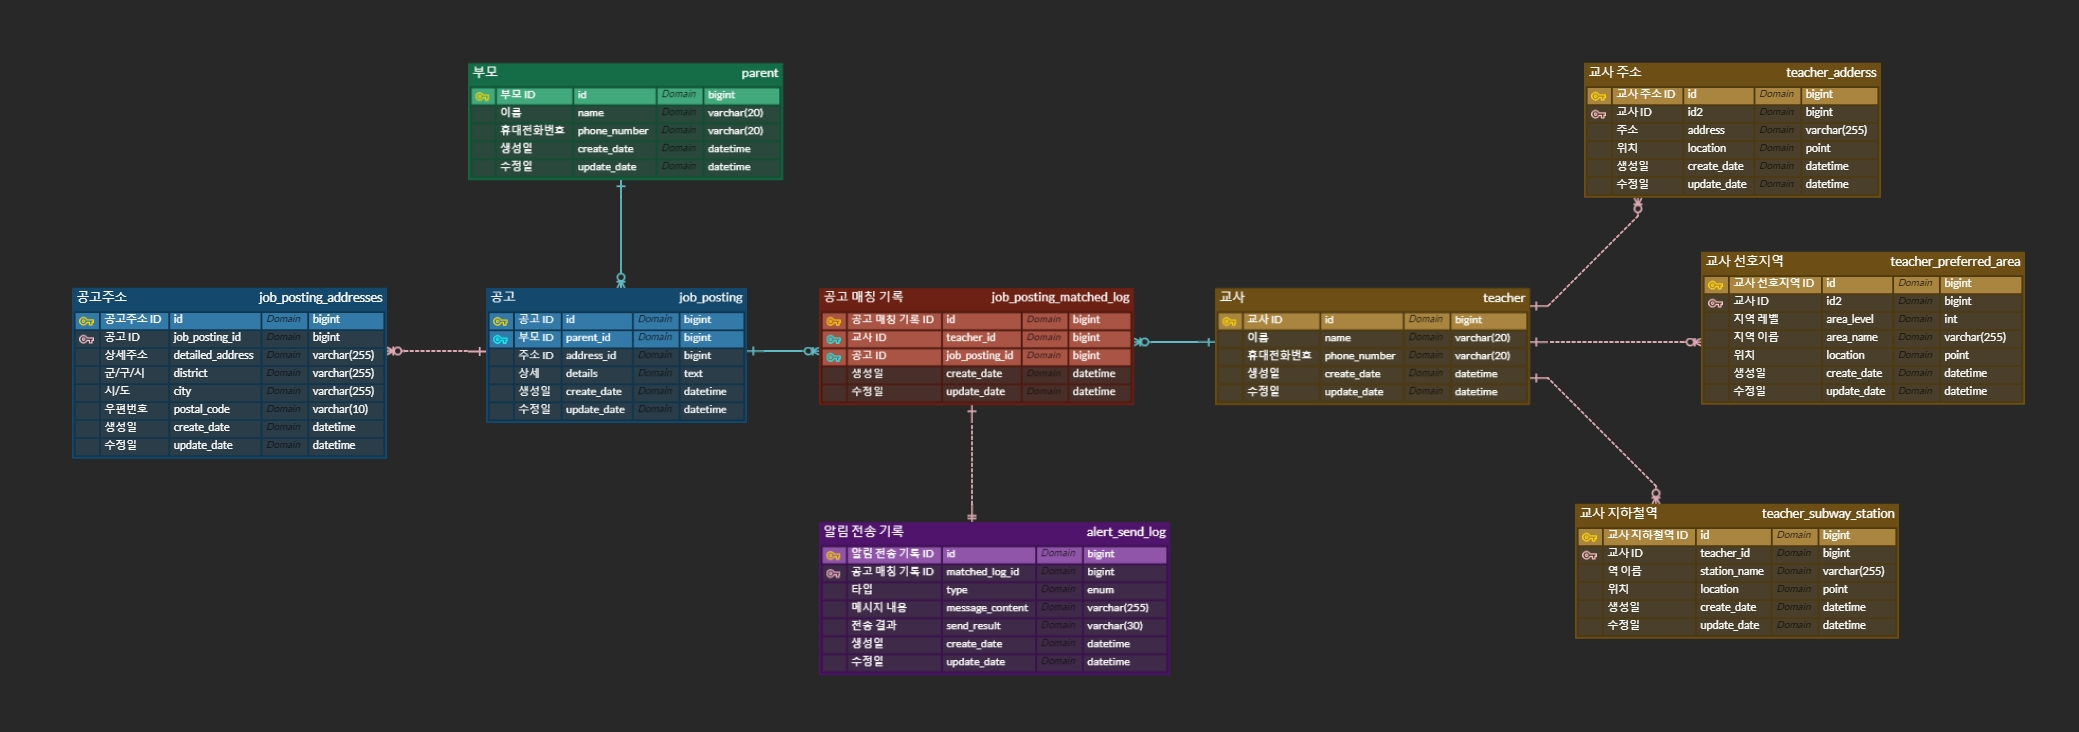 부모 parent
부모 ID id Domain bigint
이름 name Domain varchar(20)
휴대전화번호 phone_number Domain varchar(20)
생성일 create_date Domain datetime
수정일 update_date Domain datetime
교사 주소 teacher_adderss
교사 주소 ID id Domain bigint
교사 ID id2 Domain bigint
주소 address Domain varchar(255)
위치 location Domain point
생성일 create_date Domain datetime
수정일 update_date Domain datetime
공고주소 job_posting_addresses
공고주소 ID id Domain bigint
공고 ID job_posting_id Domain bigint
상세주소 detailed_address Domain varchar(255)
군/구/시 district Domain varchar(255)
시/도 city Domain varchar(255)
우편번호 postal_code Domain varchar(10)
생성일 create_date Domain datetime
수정일 update_date Domain datetime
공고 job_posting
공고 ID id Domain bigint
부모 ID parent_id Domain bigint
주소 ID address_id Domain bigint
상세 details Domain text
생성일 create_date Domain datetime
수정일 update_date Domain datetime
공고 매칭 기록 job_posting_matched_log
공고 매칭 기록 ID id Domain bigint
교사 ID teacher_id Domain bigint
공고 ID job_posting_id Domain bigint
생성일 create_date Domain datetime
수정일 update_date Domain datetime
교사 teacher
교사 ID id Domain bigint
이름 name Domain varchar(20)
휴대전화번호 phone_number Domain varchar(20)
생성일 create_date Domain datetime
수정일 update_date Domain datetime
교사 선호지역 teacher_preferred_area
교사 선호지역 ID id Domain bigint
교사 ID id2 Domain bigint
지역 레벨 area_level Domain int
지역 이름 area_name Domain varchar(255)
위치 location Domain point
생성일 create_date Domain datetime
수정일 update_date Domain datetime
알림 전송 기록 alert_send_log
알림 전송 기록 ID id Domain bigint
공고 매칭 기록 ID matched_log_id Domain bigint
타입 type Domain enum
메시지 내용 message_content Domain varchar(255)
전송 결과 send_result Domain varchar(30)
생성일 create_date Domain datetime
수정일 update_date Domain datetime
교사 지하철역 teacher_subway_station
교사 지하철역 ID id Domain bigint
교사 ID teacher_id Domain bigint
역 이름 station_name Domain varchar(255)
위치 location Domain point
생성일 create_date Domain datetime
수정일 update_date Domain datetime